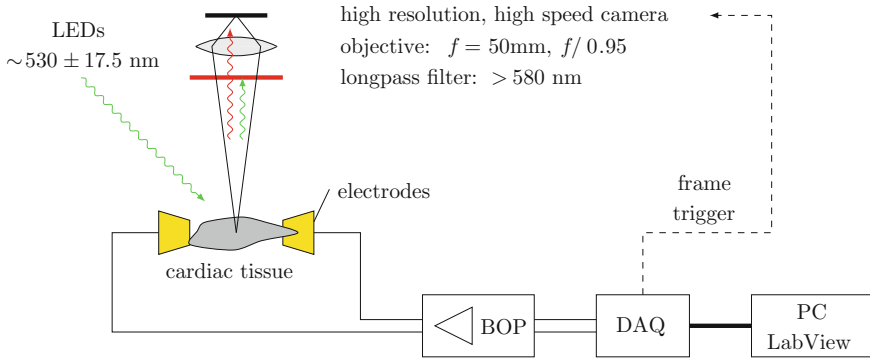 LEDs
~530 ± 17.5 nm
high resolution, high speed camera
objective: f = 50mm, f/ 0.95
longpass filter: > 580 nm
electrodes
cardiac tissue
frame
trigger
BOP
DAQ
PC
LabView